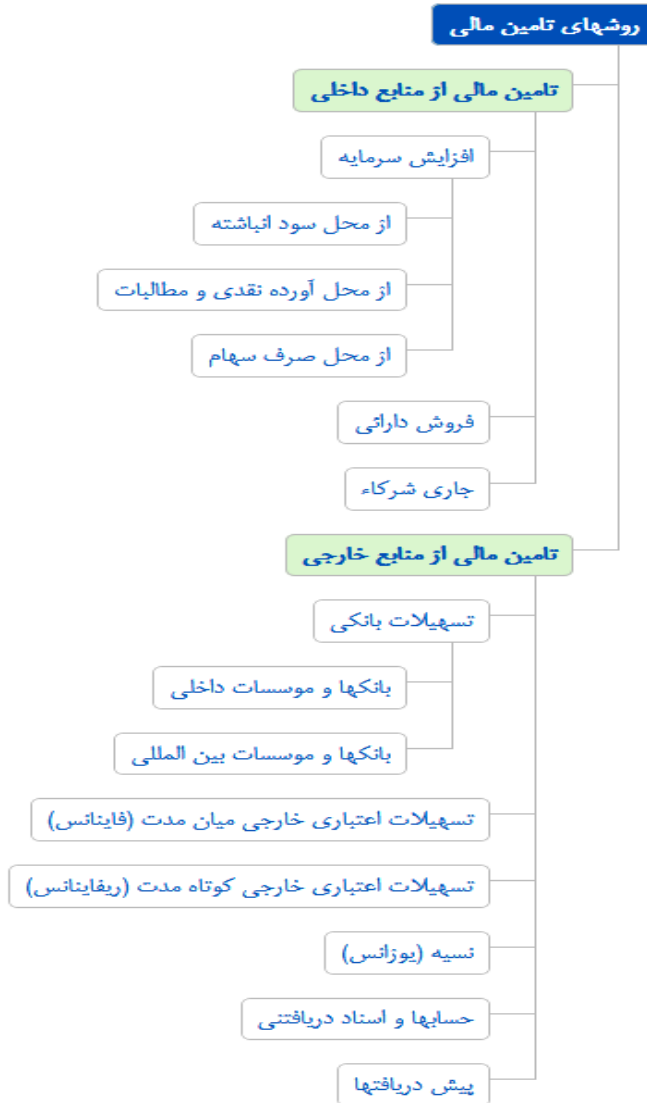 روشهای تامین مالی
تامین مالی از منابع داخلی
افزایش سرمایه
از محل سود انباشته
از محل آورده نقدی و مطالبات
از محل صرف سهام
فروش دارائی
جاری شرکاء
تامین مالی از منابع خارجی
تسهیلات بانکی
بانکها و موسسات داخلی
بانکها و موسسات بین المللی
تسهیلات اعتباری خارجی میان مدت (فاینانس)
تسهیلات اعتباری خارجی کوتاه مدت (ریفاینانس)
نسیه (یوزانس)
حسابها و اسناد دریافتنی
پیش دریافتها